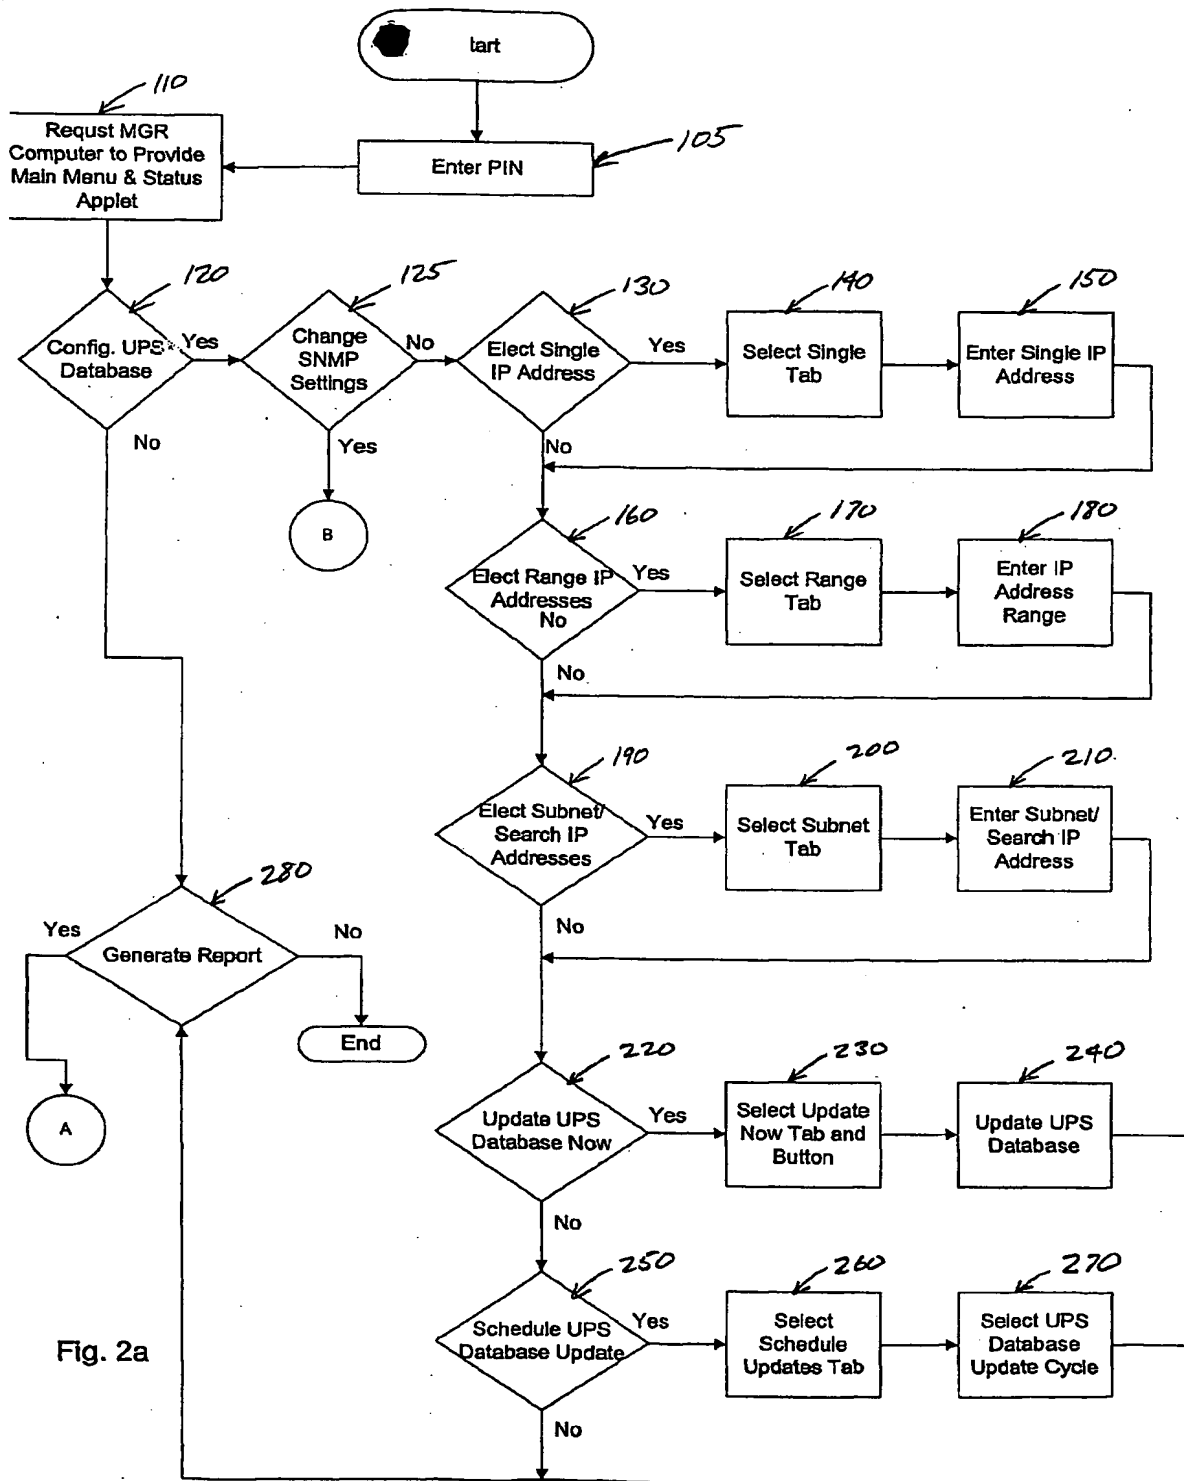 tart
110
Requst MGR
Computer to Provide
Main Menu & Status
Applet
Enter PIN
105
120
Config. UPS
Database
Yes
No
125
Change
SNMP
Settings
No
Yes
B
130
Elect Single
IP Address
Yes
No
140
Select Single
Tab
150
Enter Single IP
Address
160
Elect Range IP
Addresses
No
Yes
No
170
Select Range
Tab
180
Enter IP
Address
Range
190
Elect Subnet/
Search IP
Addresses
Yes
No
200
Select Subnet
Tab
210
Enter Subnet/
Search IP
Address
280
Generate Report
Yes
No
End
A
220
Update UPS
Database Now
Yes
No
230
Select Update
Now Tab and
Button
240
Update UPS
Database
250
Schedule UPS
Database Update
Yes
No
260
Select
Schedule
Updates Tab
270
Select UPS
Database
Update Cycle
Fig. 2a